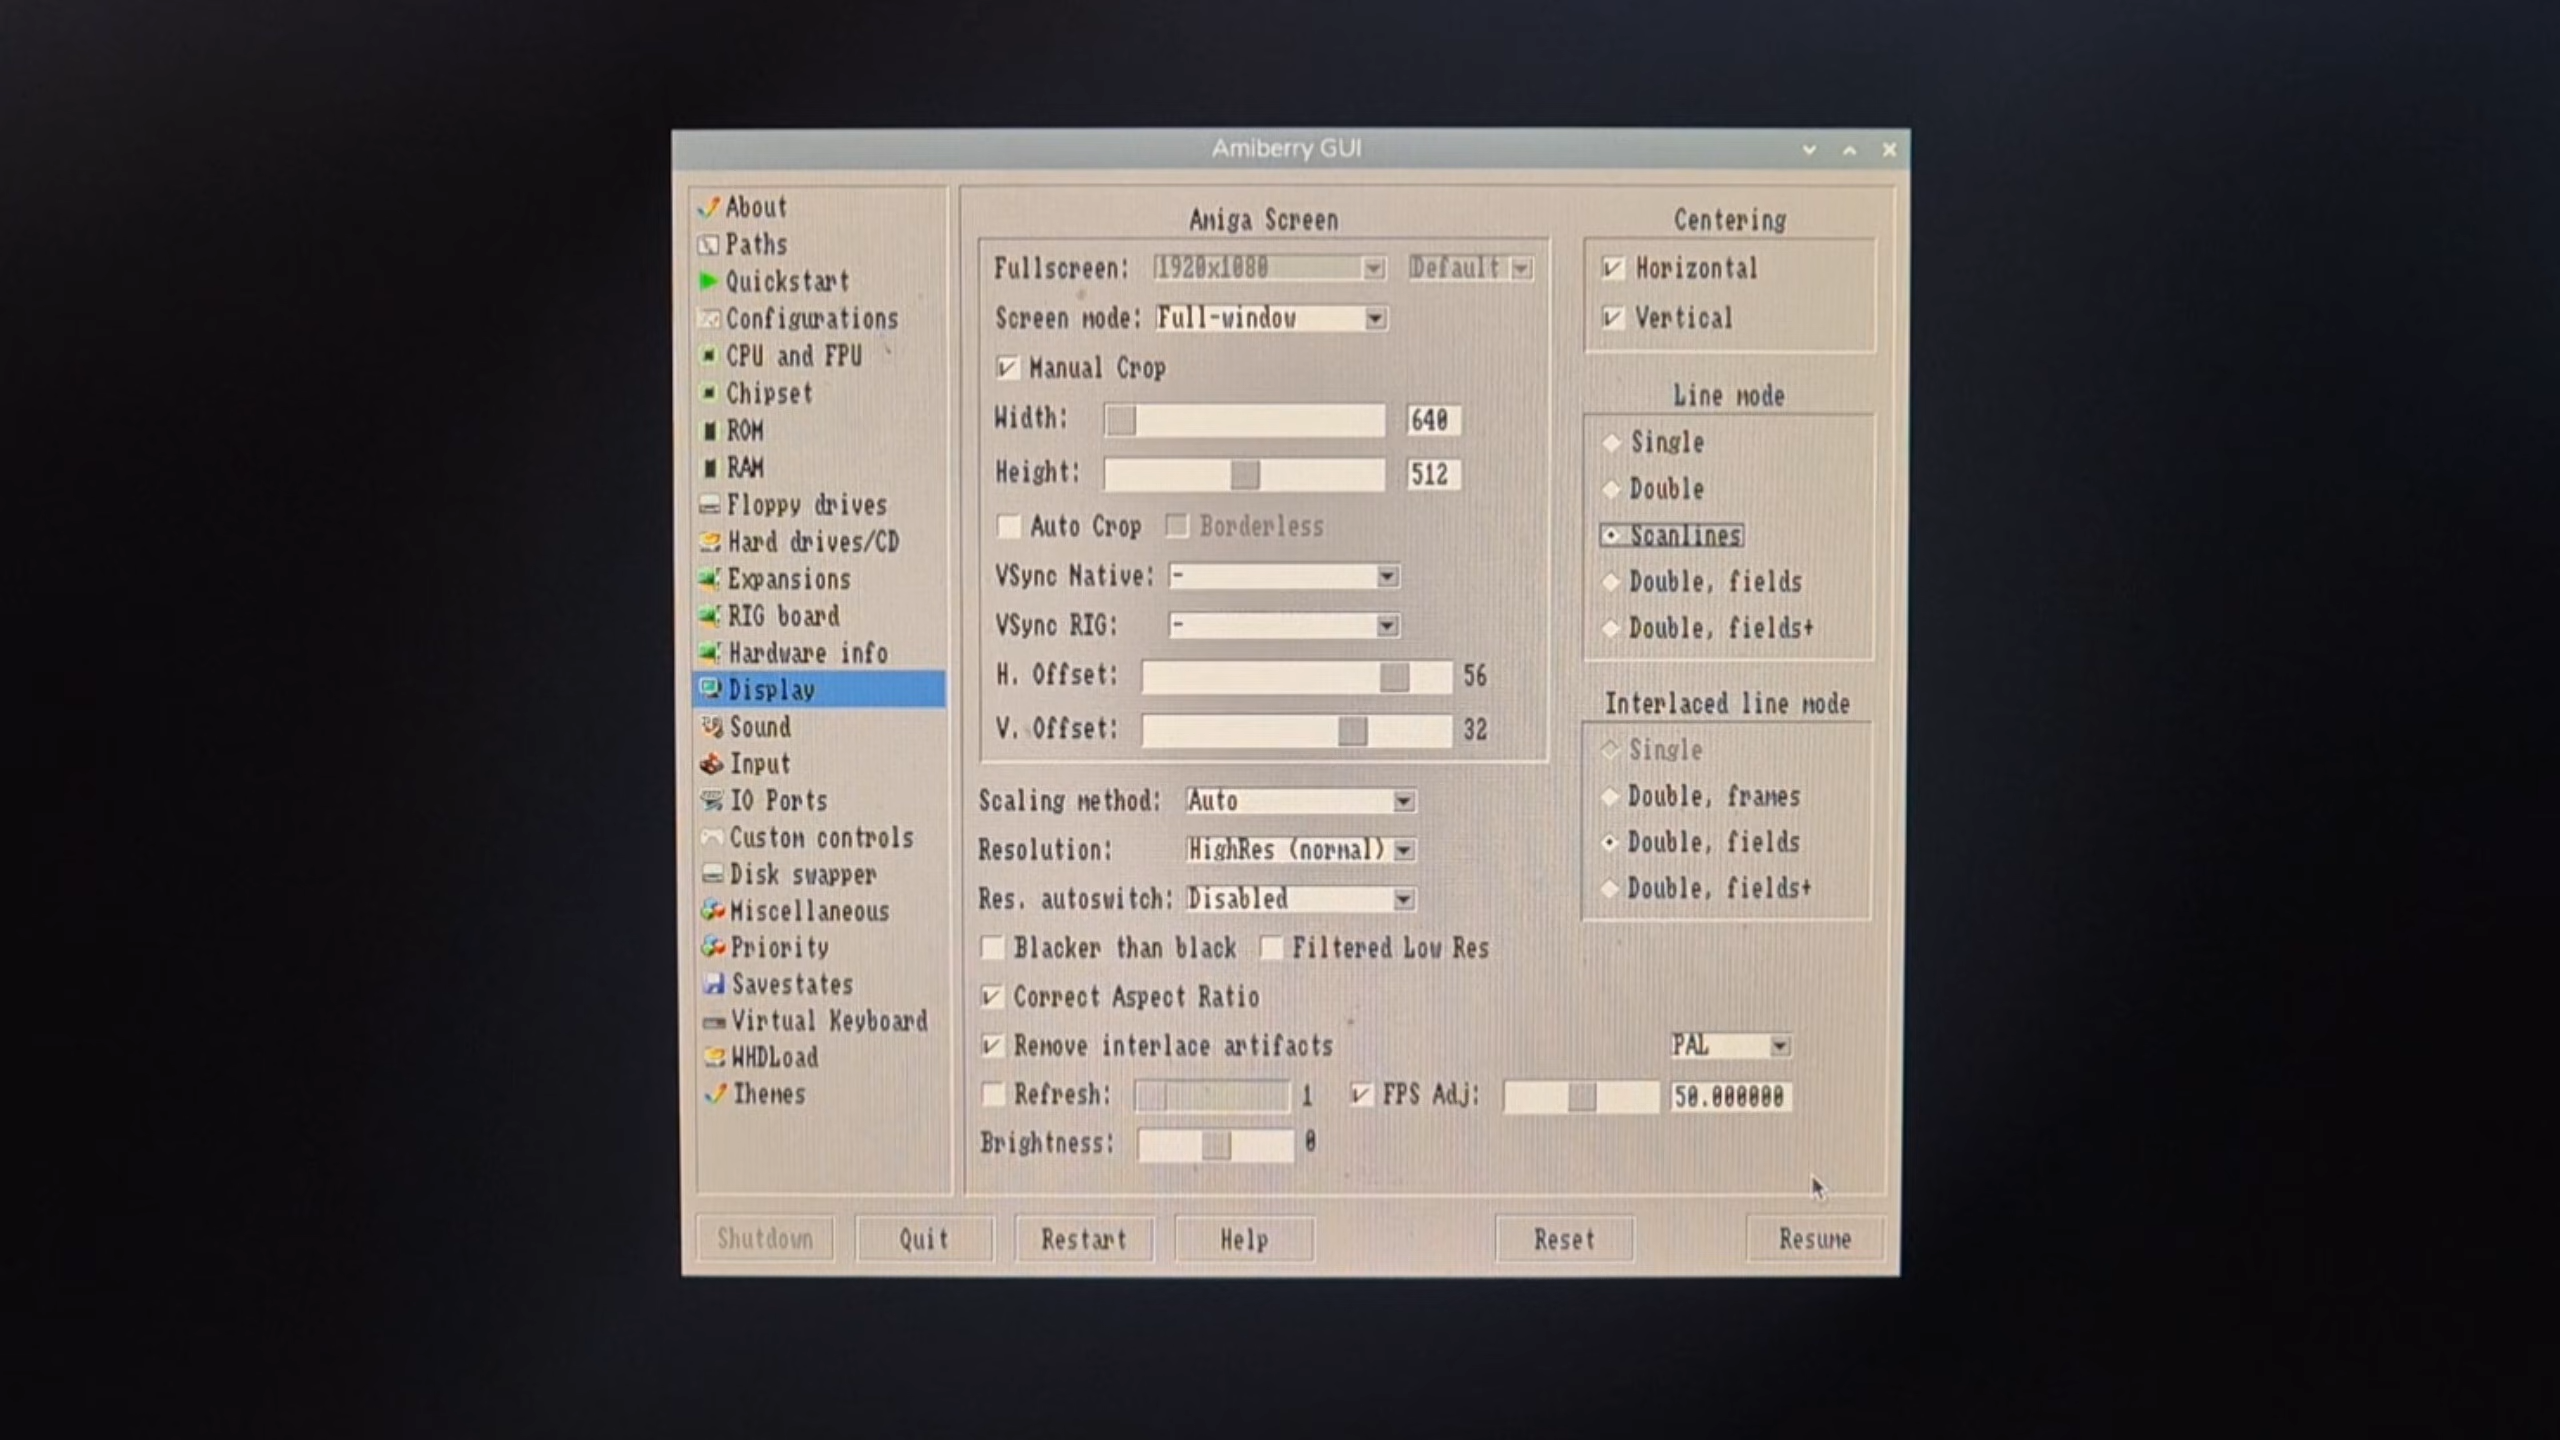 Amiberry GUI
About
Paths
Quickstart
Configurations
CPU and FPU
Chipset
ROM
RAM
Floppy drives
Hard drives/CD
Expansions
RTG board
Hardware info
Display
Sound
Input
IO Ports
Custom controls
Disk swapper
Miscellaneous
Priority
Savestates
Virtual Keyboard
WHDLoad
Themes
Amiga Screen
Fullscreen: 1920x1080 Default
Screen mode: Full-window
Manual Crop
Width: 640
Height: 512
Auto Crop Borderless
VSync Native: -
VSync RTG: -
H. Offset: 56
V. Offset: 32
Scaling method: Auto
Resolution: HighRes (normal)
Res. autoswitch: Disabled
Blacker than black Filtered Low Res
Correct Aspect Ratio
Remove interlace artifacts PAL
Refresh: 1 FPS Adj: 50.000000
Brightness: 0
Centering
Horizontal
Vertical
Line mode
Single
Double
Scanlines
Double, fields
Double, fields+
Interlaced line mode
Single
Double, frames
Double, fields
Double, fields+
Shutdown Quit Restart Help Reset Resume